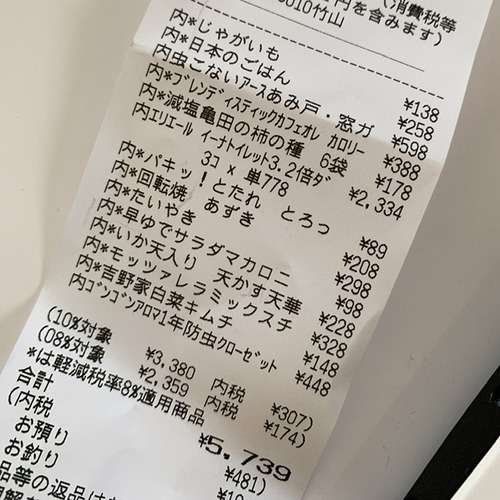 円を含みます)
(消費税等
0010竹山
内*じゃがいも ¥138
内*日本のごはん ¥258
内虫こないアースあみ戸・窓ガ ¥598
内*ブレンディスティックカフェオレ カロリー ¥388
内*減塩亀田の柿の種 6袋 ¥178
内エリエール イーナトイレット3.2倍ダ
3コ x 単778 ¥2,334
内*パキッ!とたれ とろっ ¥89
内*回転焼 あずき ¥208
内*たいやき ¥298
内*早ゆでサラダマカロニ ¥98
内*いか天入り 天かす天華 ¥228
内*モッツァレラミックスチ ¥328
内*吉野家白菜キムチ ¥148
内ゴンゴンアロマ1年防虫クローゼット ¥448
(10%対象 ¥3,380 内税 ¥307)
(08%対象 ¥2,359 内税 ¥174)
*は軽減税率8%適用商品
合計 ¥5,739
(内税 ¥481)
お預り
お釣り
品等の返品は